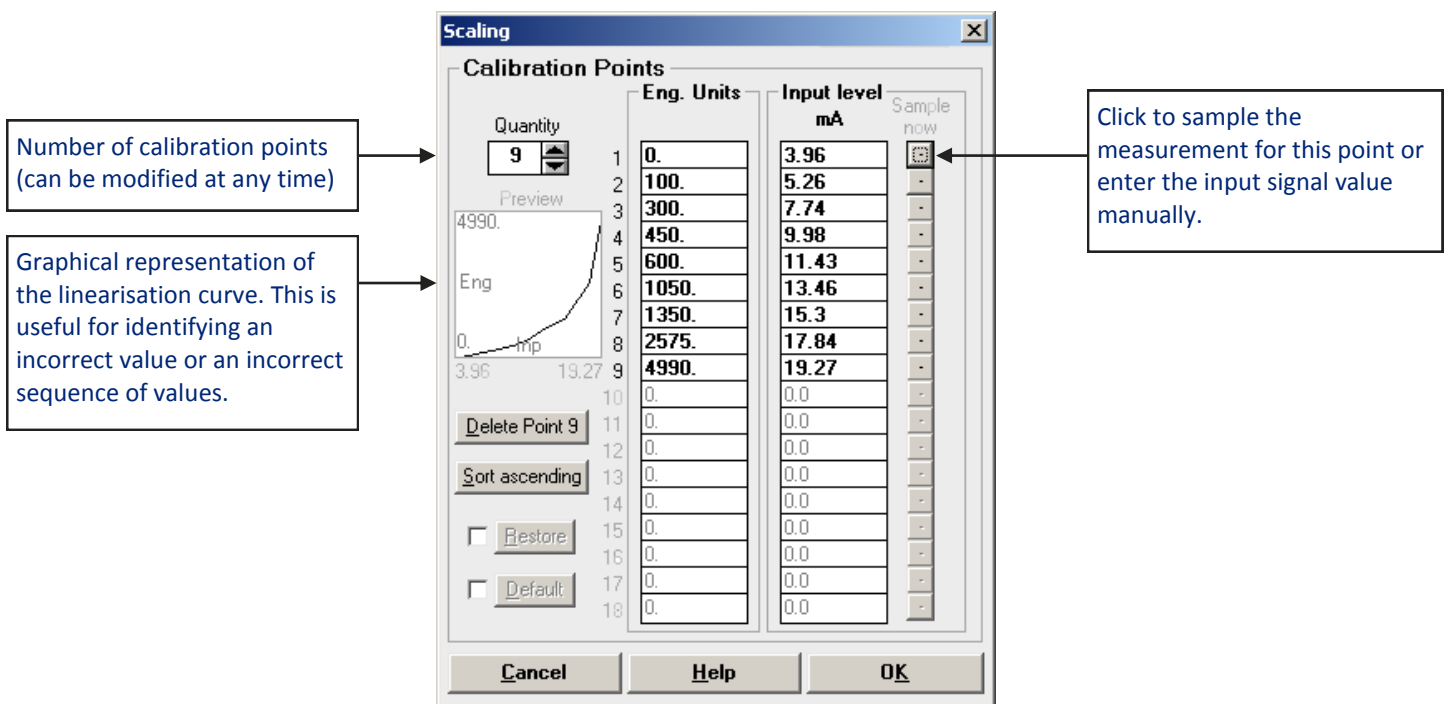 Scaling
Calibration Points
Eng. Units
Input level
mA
Sample
now
Quantity
9
Preview
4990.
Eng
0.
Inp
3.96 19.27
1 0. 3.96
2 100. 5.26
3 300. 7.74
4 450. 9.98
5 600. 11.43
6 1050. 13.46
7 1350. 15.3
8 2575. 17.84
9 4990. 19.27
10 0. 0.0
11 0. 0.0
12 0. 0.0
13 0. 0.0
14 0. 0.0
15 0. 0.0
16 0. 0.0
17 0. 0.0
18 0. 0.0
Delete Point 9
Sort ascending
Restore
Default
Cancel Help OK
Number of calibration points
(can be modified at any time)
Graphical representation of
the linearisation curve. This is
useful for identifying an
incorrect value or an incorrect
sequence of values.
Click to sample the
measurement for this point or
enter the input signal value
manually.